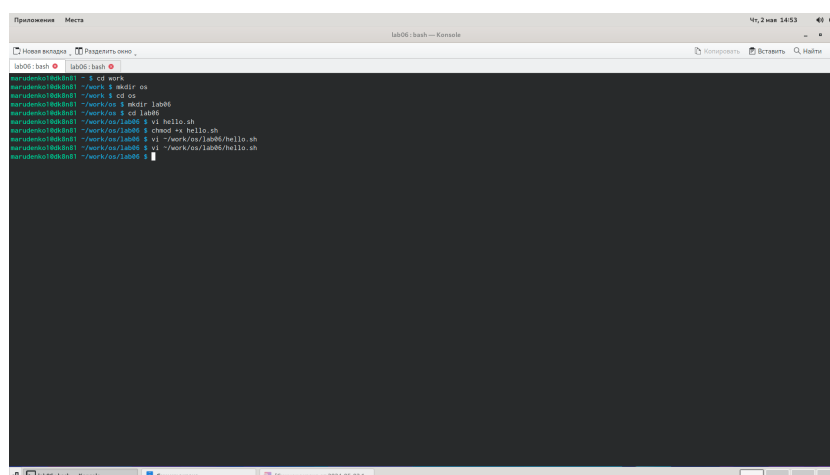 Приложения Места Чт, 2 мая 14:53
lab06 : bash — Konsole
Новая вкладка Разделить окно Копировать Вставить Найти
lab06 : bash lab06 : bash
marudenko1@dk8n81 ~ $ cd work
marudenko1@dk8n81 ~/work $ mkdir os
marudenko1@dk8n81 ~/work $ cd os
marudenko1@dk8n81 ~/work/os $ mkdir lab06
marudenko1@dk8n81 ~/work/os $ cd lab06
marudenko1@dk8n81 ~/work/os/lab06 $ vi hello.sh
marudenko1@dk8n81 ~/work/os/lab06 $ chmod +x hello.sh
marudenko1@dk8n81 ~/work/os/lab06 $ vi ~/work/os/lab06/hello.sh
marudenko1@dk8n81 ~/work/os/lab06 $ vi ~/work/os/lab06/hello.sh
marudenko1@dk8n81 ~/work/os/lab06 $